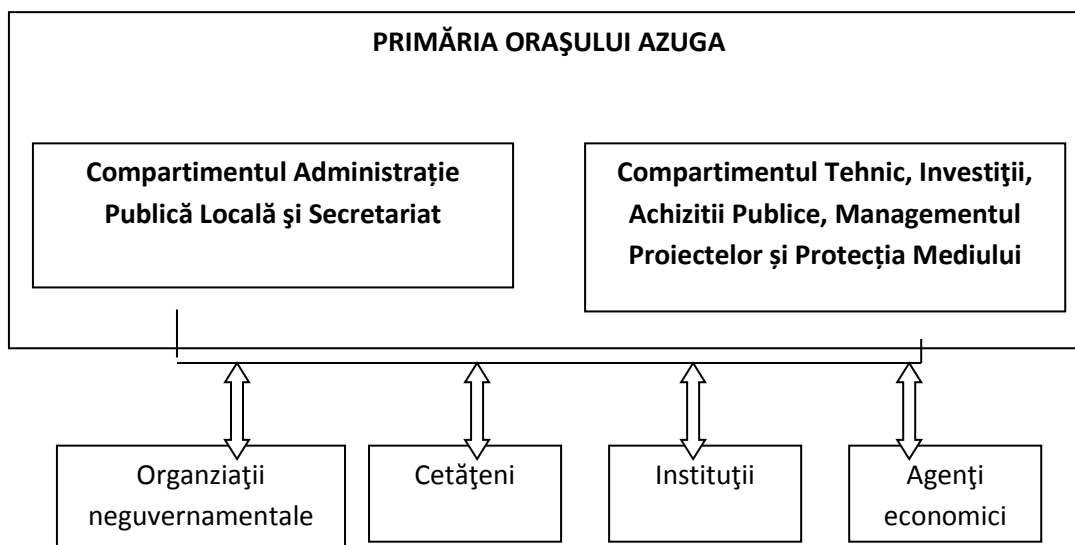 PRIMĂRIA ORAŞULUI AZUGA
Compartimentul Administrație
Publică Locală şi Secretariat
Compartimentul Tehnic, Investiţii,
Achizitii Publice, Managementul
Proiectelor și Protecția Mediului
Organziaţii
neguvernamentale
Cetăţeni
Instituţii
Agenţi
economici